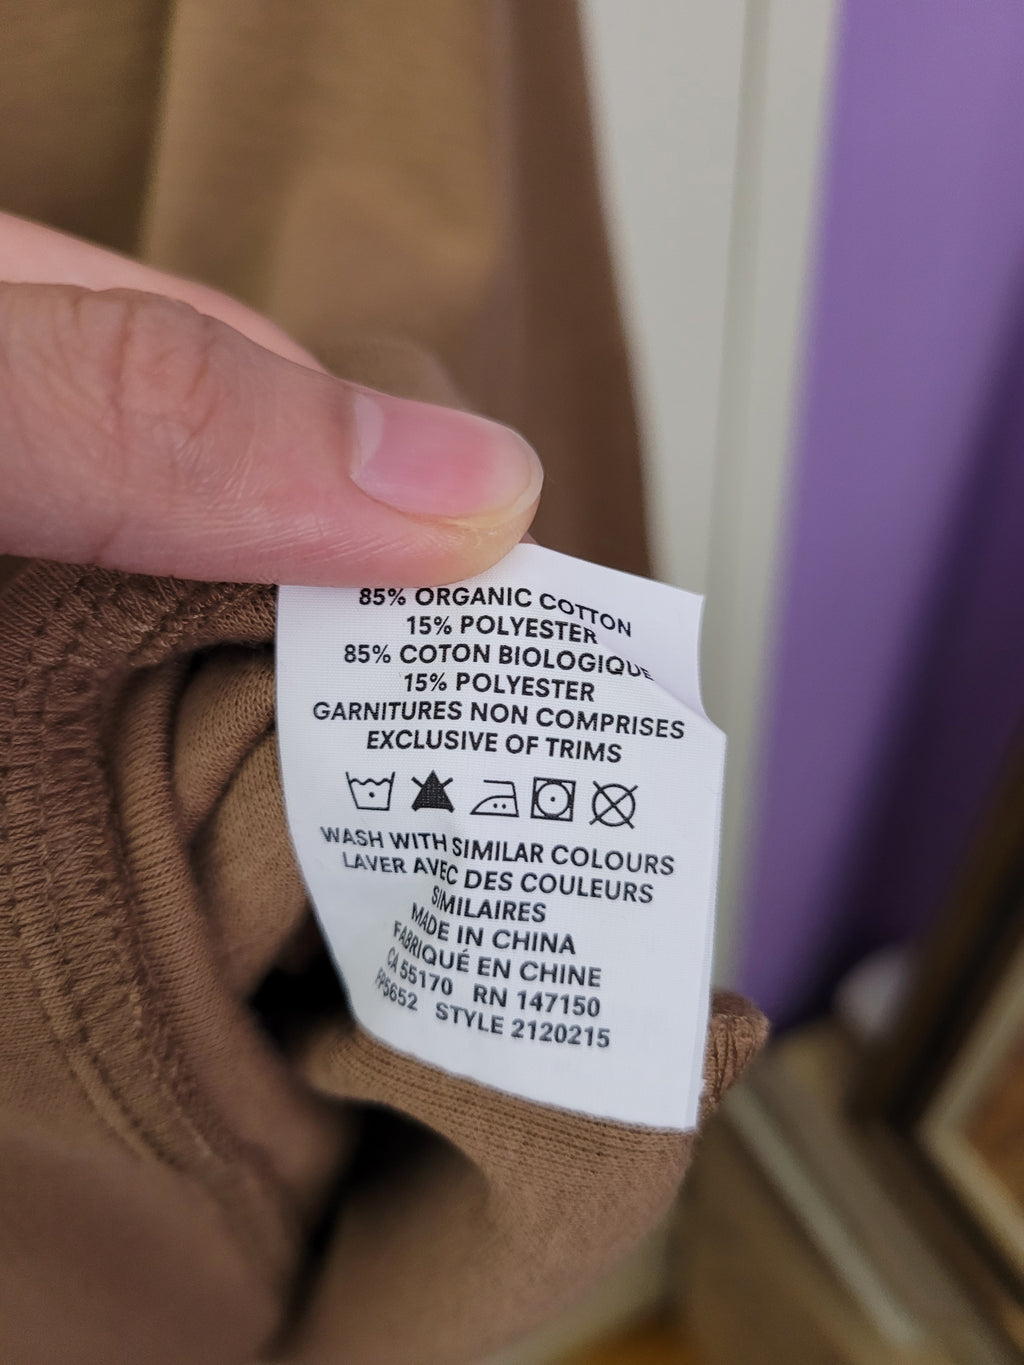 85% ORGANIC COTTON
15% POLYESTER
85% COTON BIOLOGIQUE
15% POLYESTER
GARNITURES NON COMPRISES
EXCLUSIVE OF TRIMS
WASH WITH SIMILAR COLOURS
LAVER AVEC DES COULEURS
SIMILAIRES
MADE IN CHINA
FABRIQUÉ EN CHINE
CA 55170 RN 147150
STYLE 2120215